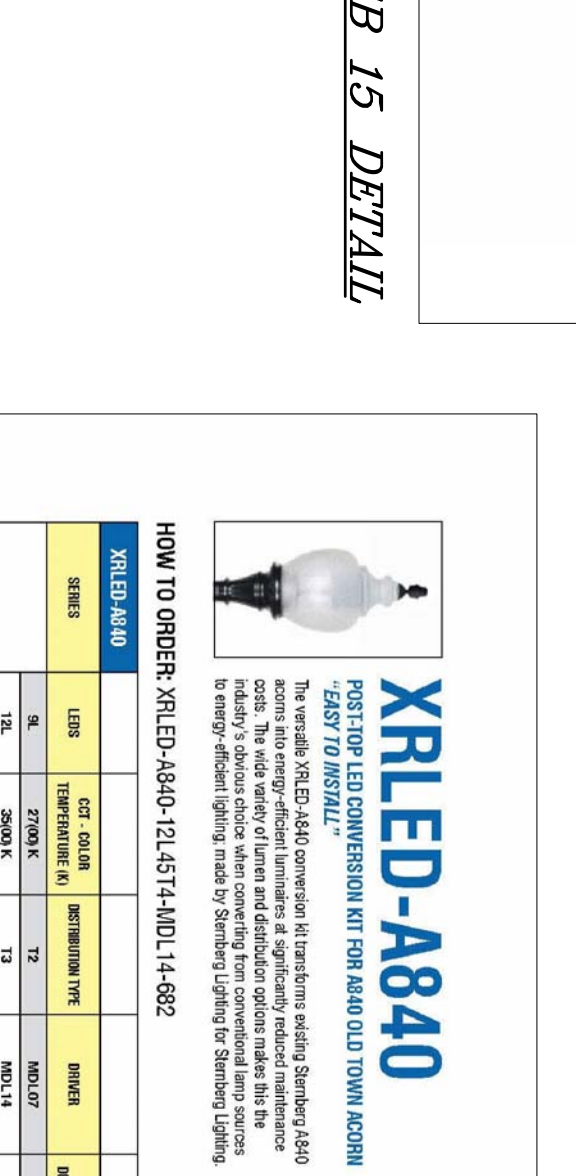 B 15 DETAIL
XRLED-A840
POST-TOP LED CONVERSION KIT FOR A840 OLD TOWN ACORN
"EASY TO INSTALL"
The versatile XRLED-A840 conversion kit transforms existing Sternberg A840
acorns into energy-efficient luminaires at significantly reduced maintenance
costs. The wide variety of lumen and distribution options makes this the
industry's obvious choice when converting from conventional lamp sources
to energy-efficient lighting; made by Sternberg Lighting for Sternberg Lighting.
HOW TO ORDER: XRLED-A840-12L45T4-MDL14-682
XRLED-A840
SERIES LEDS CCT - COLOR TEMPERATURE (K) DISTRIBUTION TYPE DRIVER
9L 27(00)K T2 MDL07
12L 35(00)K T3 MDL14